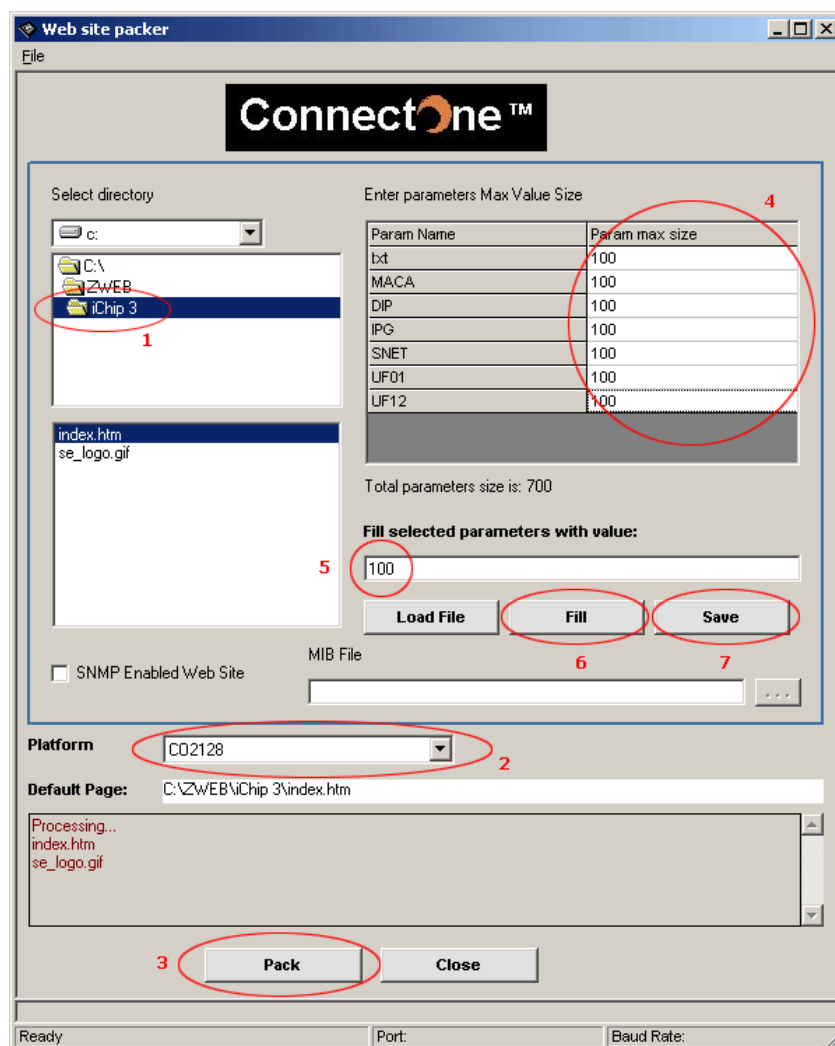 Web site packer
File
ConnectOne™
Select directory
Enter parameters Max Value Size
4
c:
Param Name Param max size
txt 100
MACA 100
DIP 100
IPG 100
SNET 100
UF01 100
UF12 100
C:\
ZWEB
iChip 3
1
index.htm
se_logo.gif
Total parameters size is: 700
Fill selected parameters with value:
5
100
Load File Fill Save
6 7
SNMP Enabled Web Site
MIB File
...
Platform CO2128
2
Default Page: C:\ZWEB\iChip 3\index.htm
Processing...
index.htm
se_logo.gif
3
Pack Close
Ready Port: Baud Rate: